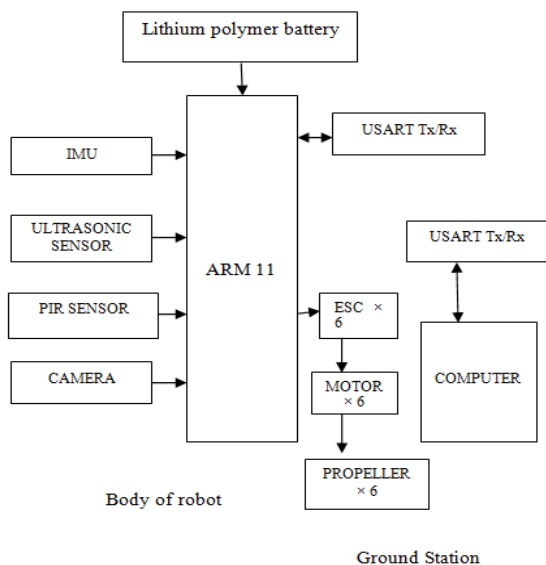 Lithium polymer battery
USART Tx/Rx
IMU
ULTRASONIC
SENSOR
USART Tx/Rx
ARM 11
PIR SENSOR
ESC ×
6
CAMERA
MOTOR
× 6
COMPUTER
PROPELLER
× 6
Body of robot
Ground Station